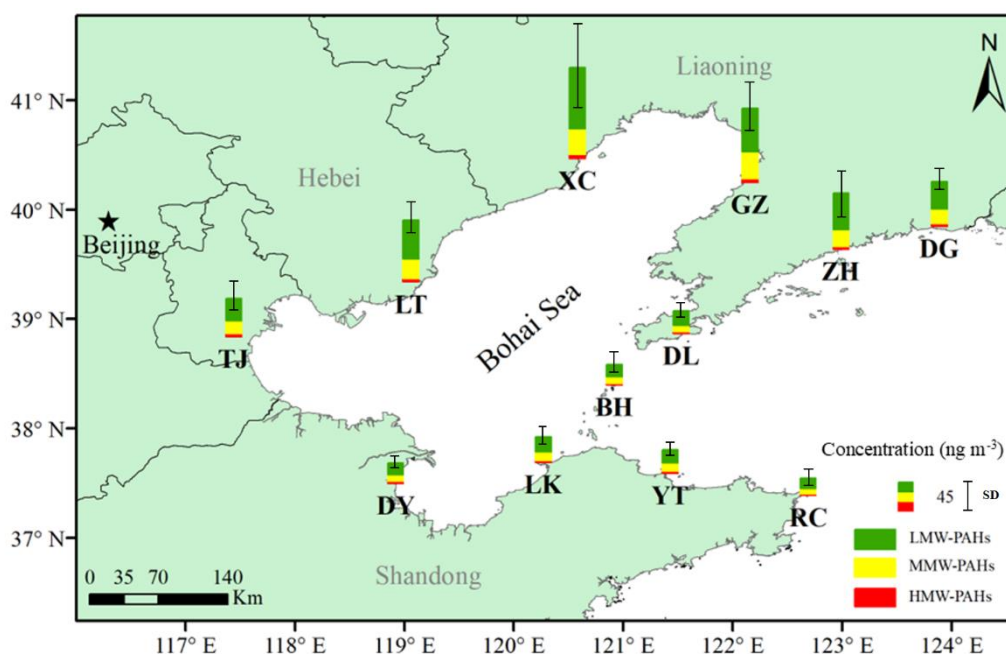 N
41° N
40° N
39° N
38° N
37° N
Liaoning
Hebei
Beijing
Shandong
Bohai Sea
XC
GZ
DG
ZH
LT
TJ
DL
BH
LK
YT
DY
RC
Concentration (ng m⁻³)
45 SD
LMW-PAHs
MMW-PAHs
HMW-PAHs
0 35 70 140
Km
117° E 118° E 119° E 120° E 121° E 122° E 123° E 124° E